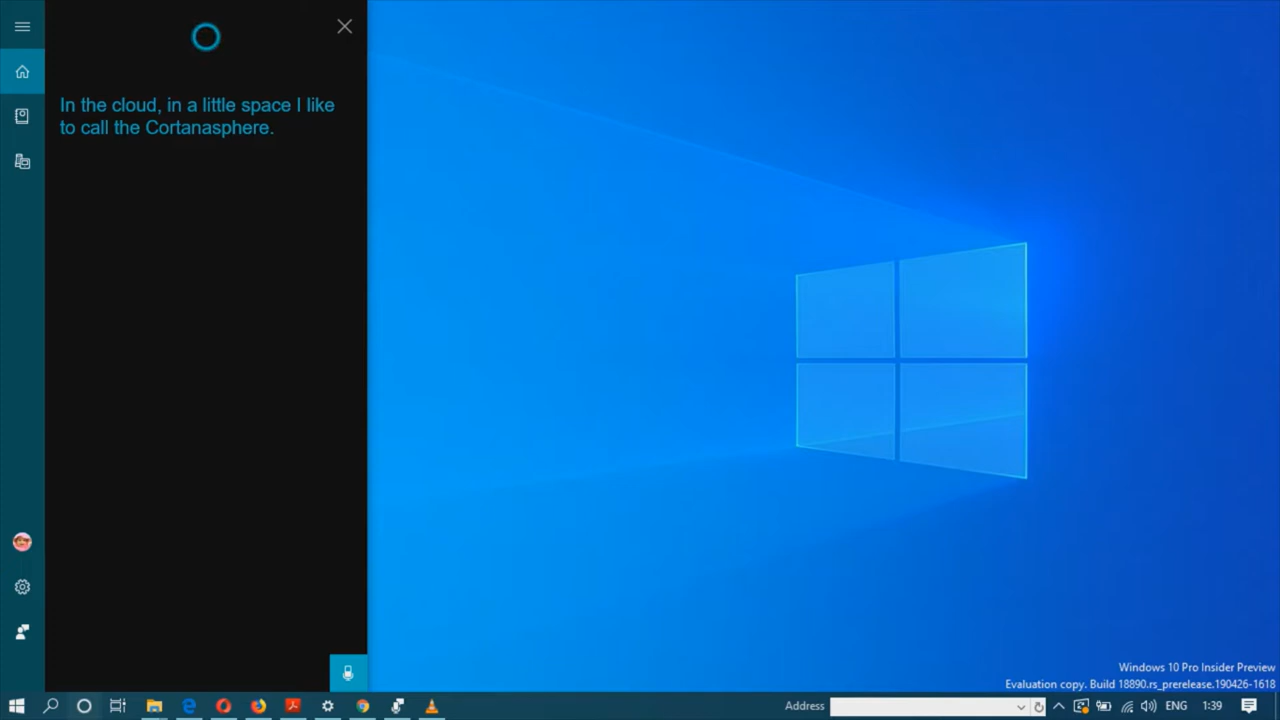 In the cloud, in a little space I like
to call the Cortanasphere.
Windows 10 Pro Insider Preview
Evaluation copy. Build 18890.rs_prerelease.190426-1618
Address
ENG
1:39